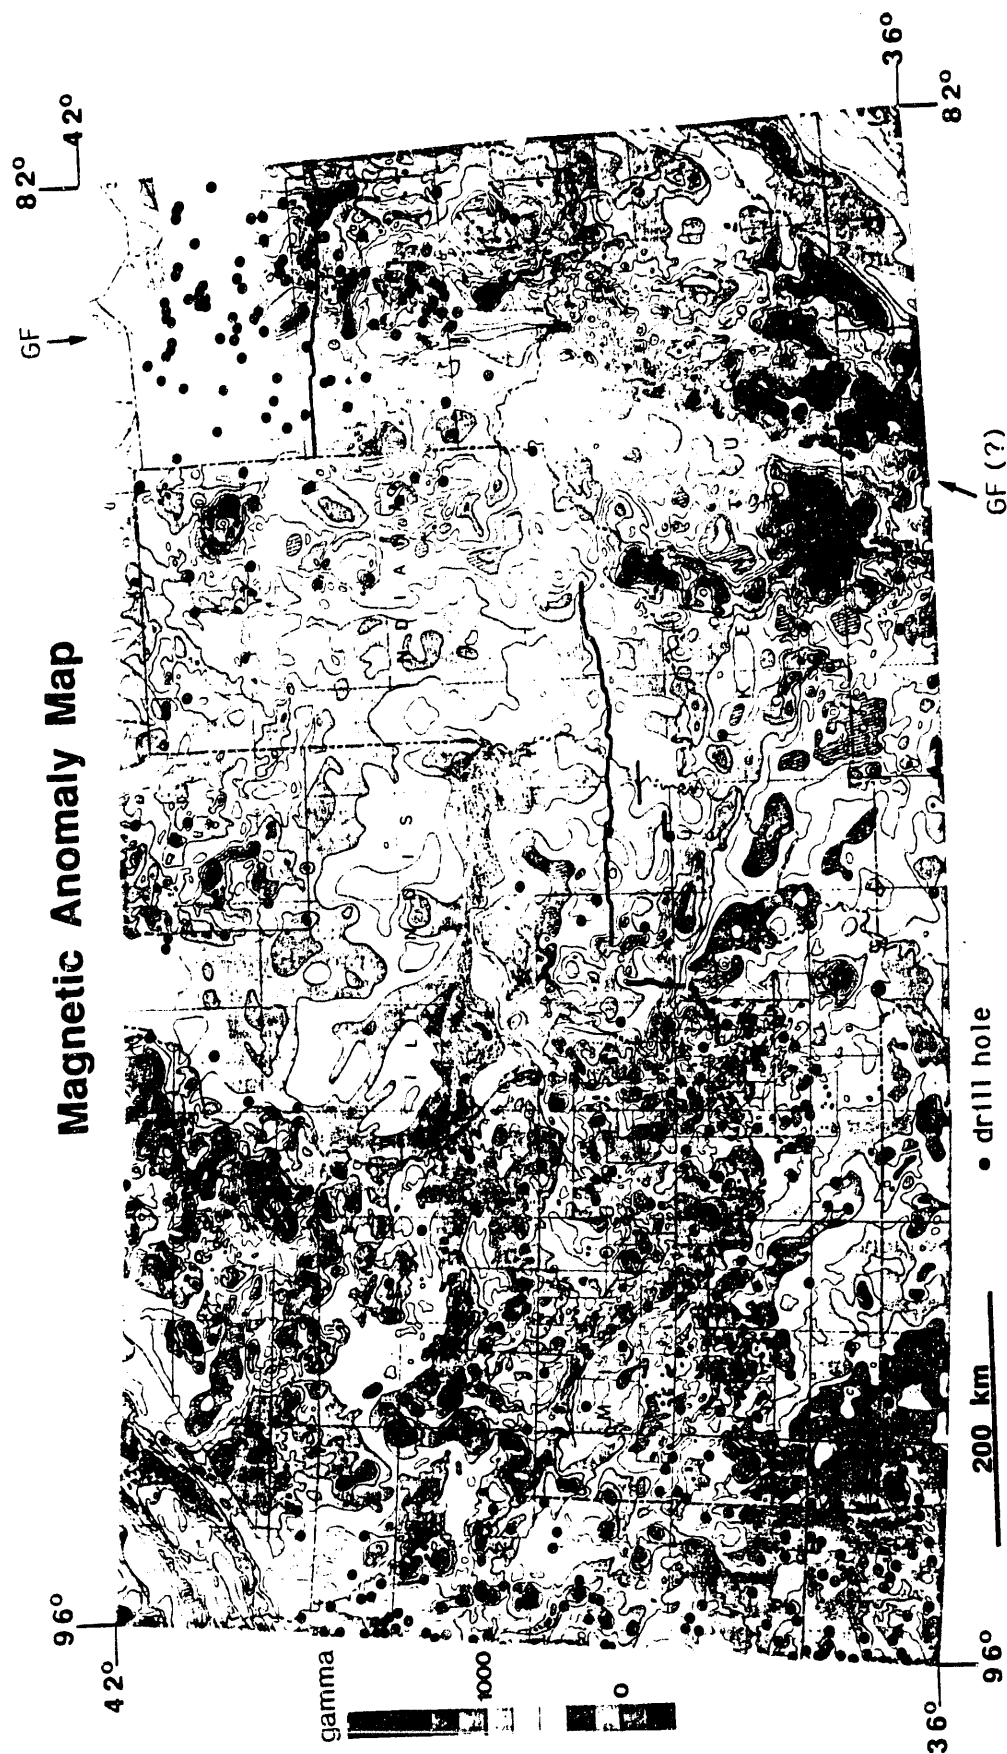 Magnetic Anomaly Map
82°
42°
GF
36°
82°
GF (?)
96°
42°
gamma
1000
0
200 km
• drill hole
36°
96°
I L L I S
I N D I A N A
K E N T U C K
M